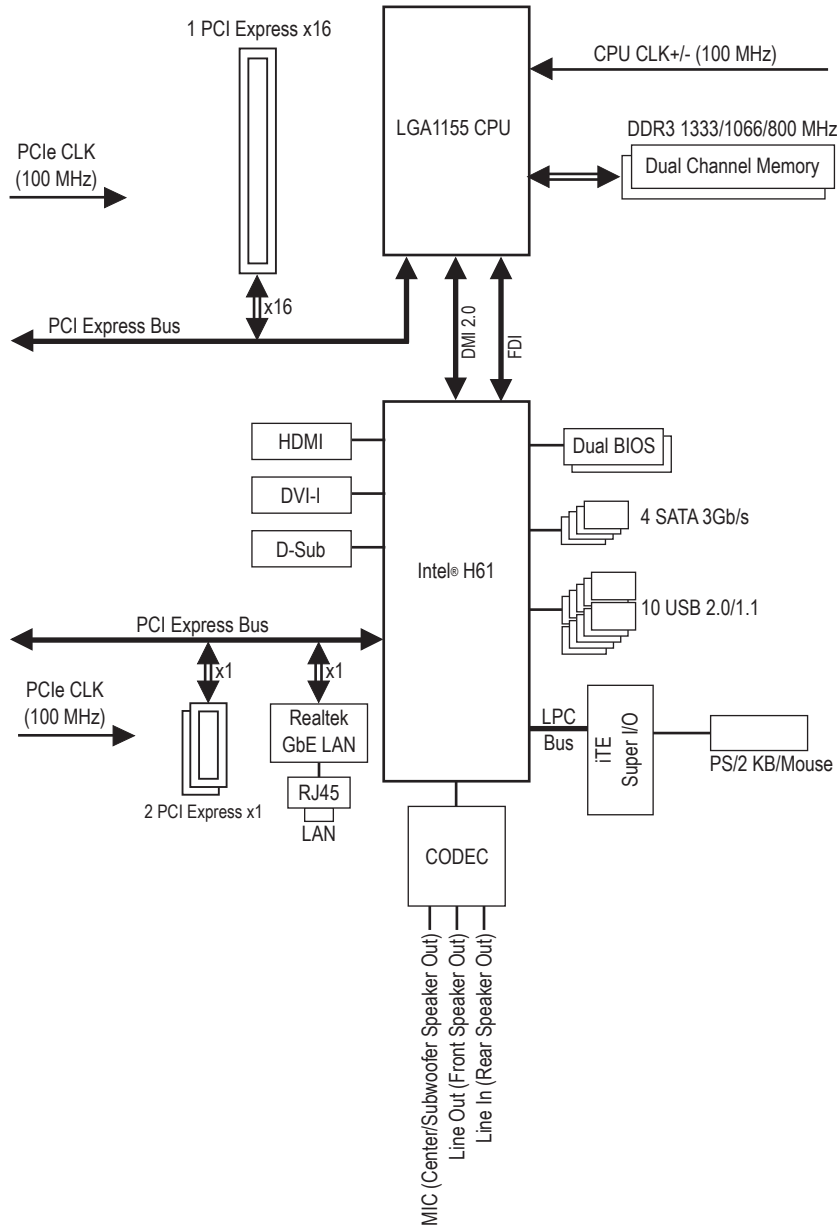 1 PCI Express x16
CPU CLK+/- (100 MHz)
LGA1155 CPU
DDR3 1333/1066/800 MHz
Dual Channel Memory
PCIe CLK
(100 MHz)
x16
PCI Express Bus
DMI 2.0
FDI
HDMI
Dual BIOS
DVI-I
4 SATA 3Gb/s
D-Sub
Intel® H61
10 USB 2.0/1.1
PCI Express Bus
x1
x1
PCIe CLK
(100 MHz)
Realtek
GbE LAN
LPC
Bus
iTE
Super I/O
PS/2 KB/Mouse
RJ45
2 PCI Express x1
LAN
CODEC
MIC (Center/Subwoofer Speaker Out)
Line Out (Front Speaker Out)
Line In (Rear Speaker Out)